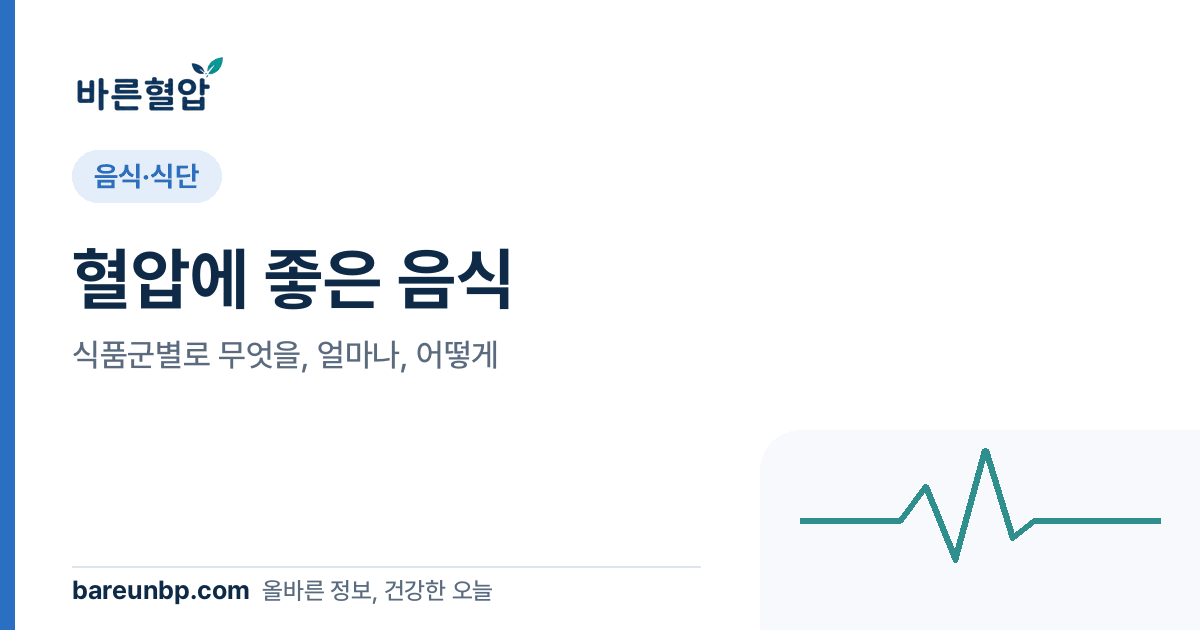 바른혈압
음식·식단
혈압에 좋은 음식
식품군별로 무엇을, 얼마나, 어떻게
bareunbp.com 올바른 정보, 건강한 오늘